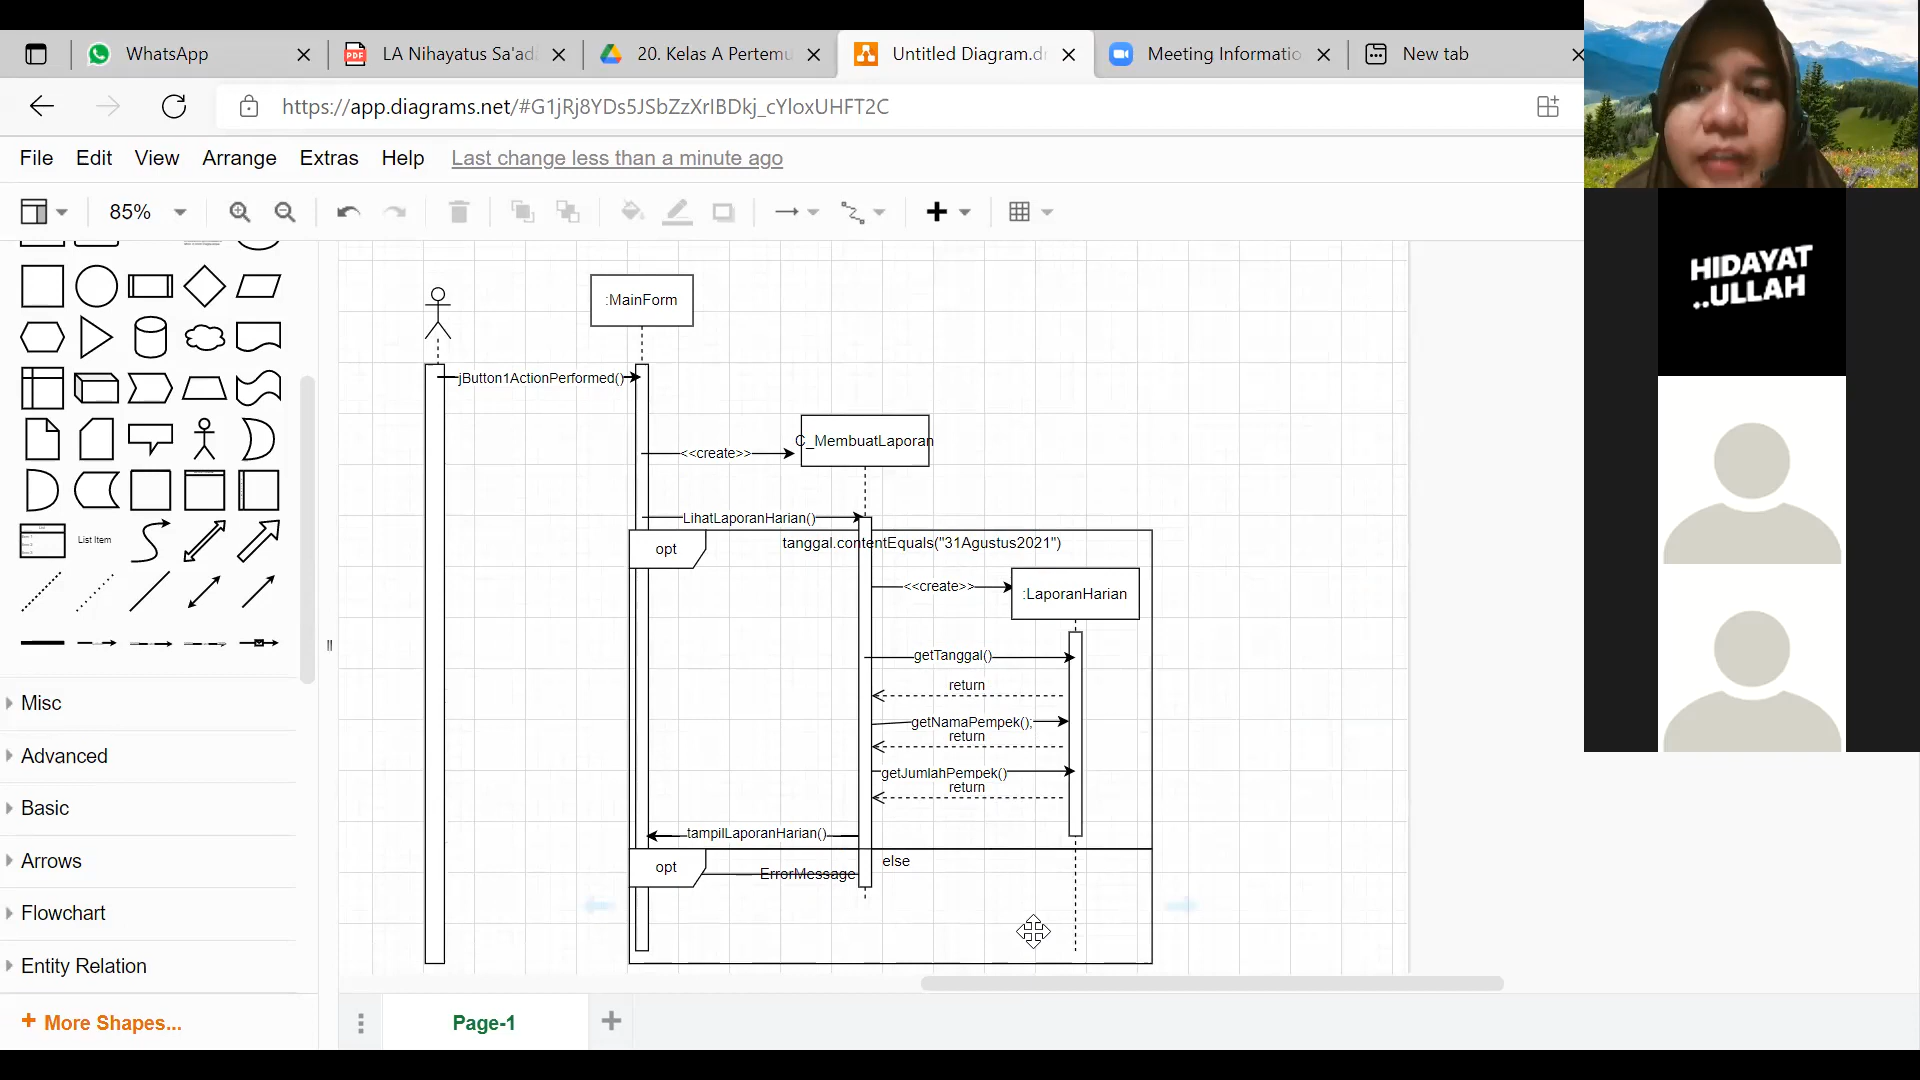 WhatsApp
LA Nihayatus Sa'ad
20. Kelas A Pertemu
Untitled Diagram.dr
Meeting Informatio
New tab
https://app.diagrams.net/#G1jRj8YDs5JSbZzXrIBDkj_cYloxUHFT2C
File Edit View Arrange Extras Help Last change less than a minute ago
85%
HIDAYAT
..ULLAH
:MainForm
jButton1ActionPerformed()
C_MembuatLaporan
<<create>>
LihatLaporanHarian()
opt
tanggal.contentEquals("31Agustus2021")
<<create>>
:LaporanHarian
getTanggal()
return
getNamaPempek();
return
getJumlahPempek()
return
tampilLaporanHarian()
opt
else
ErrorMessage
List Item
Misc
Advanced
Basic
Arrows
Flowchart
Entity Relation
+ More Shapes...
Page-1